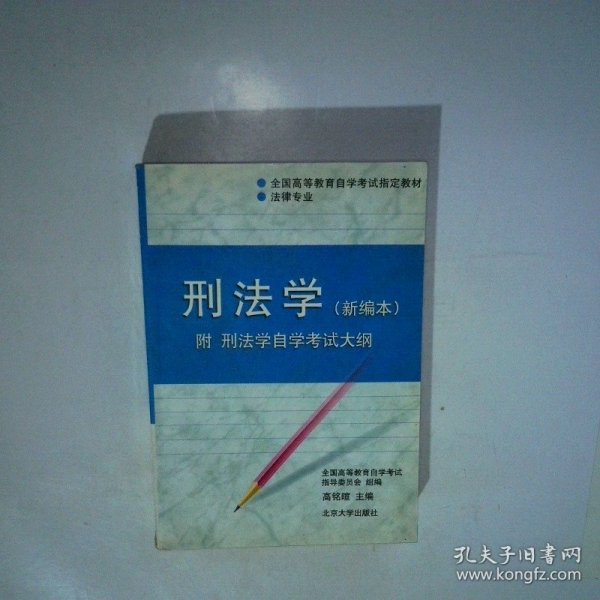 ● 全国高等教育自学考试指定教材
● 法律专业
刑法学（新编本）
附 刑法学自学考试大纲
全国高等教育自学考试
指导委员会 组编
高铭暄 主编
北京大学出版社
孔夫子旧书网
www.kongfz.com